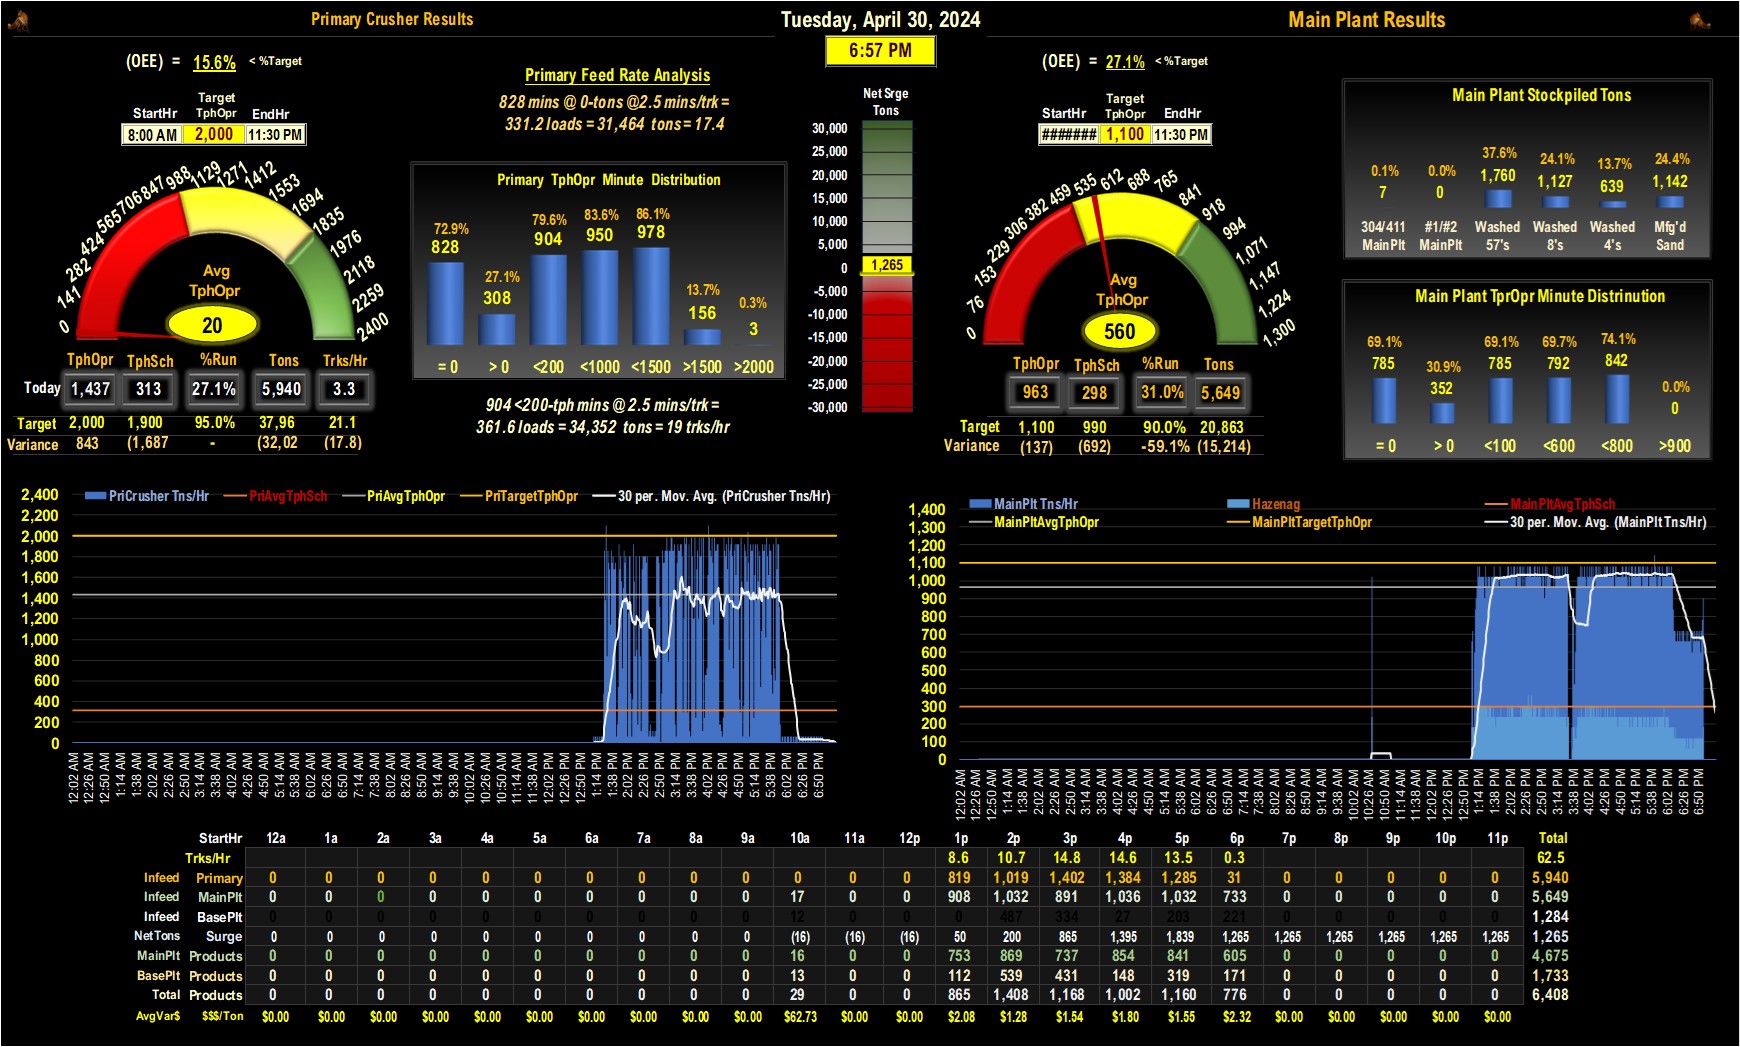 Primary Crusher Results
Tuesday, April 30, 2024
Main Plant Results
6:57 PM
(OEE) = 15.6% < %Target
Target
StartHr TphOpr EndHr
8:00 AM 2,000 11:30 PM
0 141 282 424 565 706 847 988 1129 1271 1412 1553 1694 1835 1976 2118 2259 2400
Avg
TphOpr
20
TphOpr TphSch %Run Tons Trks/Hr
Today 1,437 313 27.1% 5,940 3.3
Target 2,000 1,900 95.0% 37,96 21.1
Variance 843 (1,687 - (32,02 (17.8)
Primary Feed Rate Analysis
828 mins @ 0-tons @2.5 mins/trk =
331.2 loads = 31,464 tons = 17.4
Primary TphOpr Minute Distribution
72.9% 27.1% 79.6% 83.6% 86.1% 13.7% 0.3%
828 308 904 950 978 156 3
= 0 > 0 <200 <1000 <1500 >1500 >2000
904 <200-tph mins @ 2.5 mins/trk =
361.6 loads = 34,352 tons = 19 trks/hr
Net Srge
Tons
30,000
25,000
20,000
15,000
10,000
5,000
0
1,265
-5,000
-10,000
-15,000
-20,000
-25,000
-30,000
(OEE) = 27.1% < %Target
Target
StartHr TphOpr EndHr
####### 1,100 11:30 PM
0 76 153 229 306 382 459 535 612 688 765 841 918 994 1,071 1,147 1,224 1,300
Avg
TphOpr
560
TphOpr TphSch %Run Tons
963 298 31.0% 5,649
Target 1,100 990 90.0% 20,863
Variance (137) (692) -59.1% (15,214)
Main Plant Stockpiled Tons
0.1% 0.0% 37.6% 24.1% 13.7% 24.4%
7 0 1,760 1,127 639 1,142
304/411 #1/#2 Washed Washed Washed Mfg'd
MainPlt MainPlt 57's 8's 4's Sand
Main Plant TprOpr Minute Distrinution
69.1% 30.9% 69.1% 69.7% 74.1% 0.0%
785 352 785 792 842 0
= 0 > 0 <100 <600 <800 >900
PriCrusher Tns/Hr PriAvgTphSch PriAvgTphOpr PriTargetTphOpr 30 per. Mov. Avg. (PriCrusher Tns/Hr)
2,400
2,200
2,000
1,800
1,600
1,400
1,200
1,000
800
600
400
200
0
12:02 AM 12:26 AM 12:50 AM 1:14 AM 1:38 AM 2:02 AM 2:26 AM 2:50 AM 3:14 AM 3:38 AM 4:02 AM 4:26 AM 4:50 AM 5:14 AM 5:38 AM 6:02 AM 6:26 AM 6:50 AM 7:14 AM 7:38 AM 8:02 AM 8:26 AM 8:50 AM 9:14 AM 9:38 AM 10:02 AM 10:26 AM 10:50 AM 11:14 AM 11:38 AM 12:02 PM 12:26 PM 12:50 PM 1:14 PM 1:38 PM 2:02 PM 2:26 PM 2:50 PM 3:14 PM 3:38 PM 4:02 PM 4:26 PM 4:50 PM 5:14 PM 5:38 PM 6:02 PM 6:26 PM 6:50 PM
MainPlt Tns/Hr Hazenag MainPltAvgTphSch
MainPltAvgTphOpr MainPltTargetTphOpr 30 per. Mov. Avg. (MainPlt Tns/Hr)
1,400
1,300
1,200
1,100
1,000
900
800
700
600
500
400
300
200
100
0
12:02 AM 12:26 AM 12:50 AM 1:14 AM 1:38 AM 2:02 AM 2:26 AM 2:50 AM 3:14 AM 3:38 AM 4:02 AM 4:26 AM 4:50 AM 5:14 AM 5:38 AM 6:02 AM 6:26 AM 6:50 AM 7:14 AM 7:38 AM 8:02 AM 8:26 AM 8:50 AM 9:14 AM 9:38 AM 10:02 AM 10:26 AM 10:50 AM 11:14 AM 11:38 AM 12:02 PM 12:26 PM 12:50 PM 1:14 PM 1:38 PM 2:02 PM 2:26 PM 2:50 PM 3:14 PM 3:38 PM 4:02 PM 4:26 PM 4:50 PM 5:14 PM 5:38 PM 6:02 PM 6:26 PM 6:50 PM
StartHr 12a 1a 2a 3a 4a 5a 6a 7a 8a 9a 10a 11a 12p 1p 2p 3p 4p 5p 6p 7p 8p 9p 10p 11p Total
Trks/Hr 8.6 10.7 14.8 14.6 13.5 0.3 62.5
Infeed Primary 0 0 0 0 0 0 0 0 0 0 0 0 0 819 1,019 1,402 1,384 1,285 31 0 0 0 0 0 5,940
Infeed MainPlt 0 0 0 0 0 0 0 0 0 0 17 0 0 908 1,032 891 1,036 1,032 733 0 0 0 0 0 5,649
Infeed BasePlt 0 0 0 0 0 0 0 0 0 0 12 0 0 0 487 334 27 203 221 0 0 0 0 0 1,284
NetTons Surge 0 0 0 0 0 0 0 0 0 0 (16) (16) (16) 50 200 865 1,395 1,839 1,265 1,265 1,265 1,265 1,265 1,265 1,265
MainPlt Products 0 0 0 0 0 0 0 0 0 0 16 0 0 753 869 737 854 841 605 0 0 0 0 0 4,675
BasePlt Products 0 0 0 0 0 0 0 0 0 0 13 0 0 112 539 431 148 319 171 0 0 0 0 0 1,733
Total Products 0 0 0 0 0 0 0 0 0 0 29 0 0 865 1,408 1,168 1,002 1,160 776 0 0 0 0 0 6,408
AvgVar$ $$$/Ton $0.00 $0.00 $0.00 $0.00 $0.00 $0.00 $0.00 $0.00 $0.00 $0.00 $62.73 $0.00 $0.00 $2.08 $1.28 $1.54 $1.80 $1.55 $2.32 $0.00 $0.00 $0.00 $0.00 $0.00